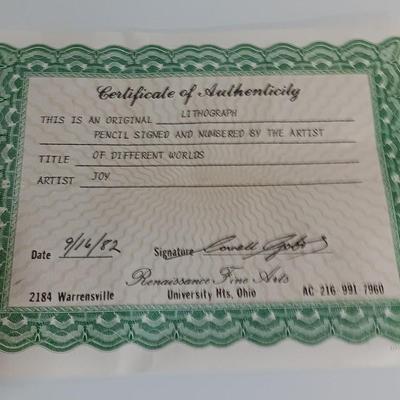 Certificate of Authenticity
THIS IS AN ORIGINAL LITHOGRAPH
PENCIL SIGNED AND NUMBERED BY THE ARTIST
TITLE OF DIFFERENT WORLDS
ARTIST JOY
Date 9/16/82 Signature
Renaissance Fine Arts
2184 Warrensville University Hts, Ohio AC 216 991 7960